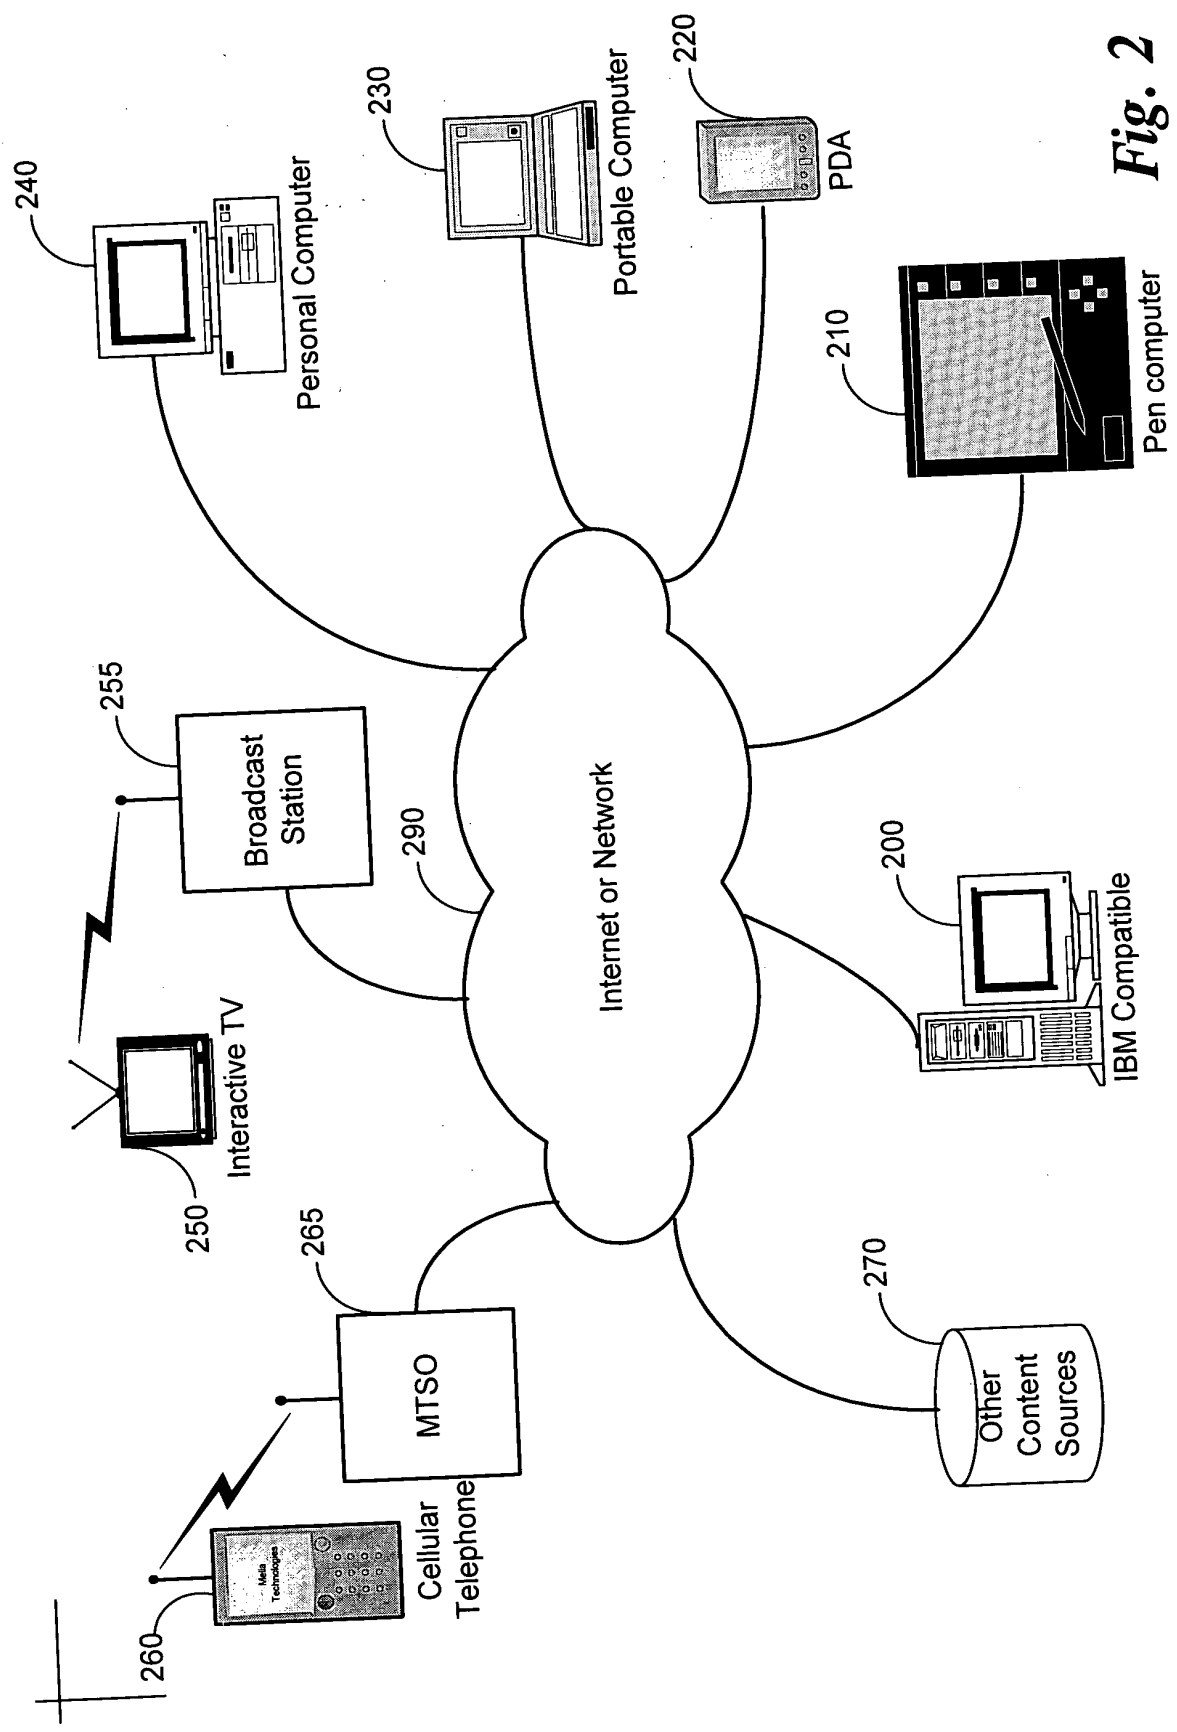 240
255
260
250
Interactive TV
Technologies
Broadcast
Station
Personal Computer
265
230
290
MTSO
Cellular
Telephone
Internet or Network
Portable Computer
220
210
PDA
200
270
Other
Content
Sources
IBM Compatible
Pen computer
Fig. 2